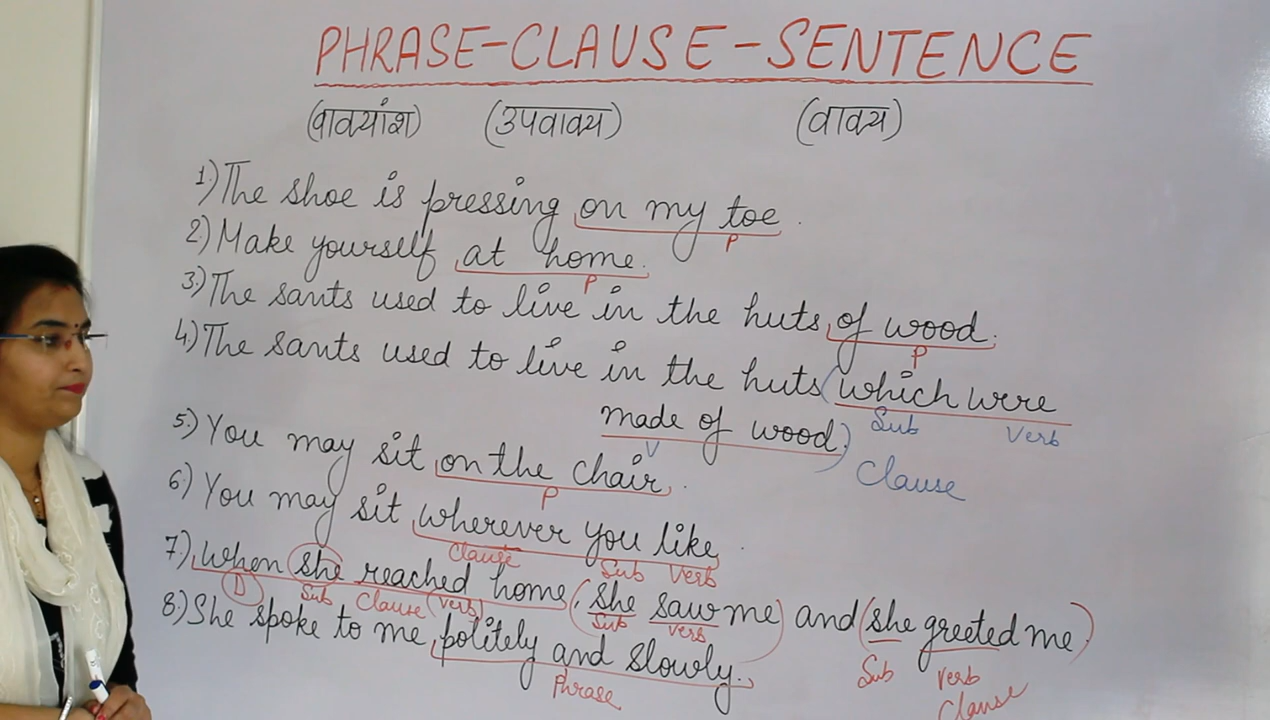 PHRASE-CLAUSE-SENTENCE
(वाक्यांश) (उपवाक्य) (वाक्य)
1) The shoe is pressing on my toe.
P
2) Make yourself at home.
P
3) The sants used to live in the huts of wood.
P
4) The sants used to live in the huts (which were
Sub Verb
made of wood)
V Clause
5.) You may sit on the chair.
P
6.) You may sit wherever you like.
Clause Sub Verb
7.) When she reached home, (she saw me) and (she greeted me)
D Sub Clause (Verb) Sub Verb Sub Verb
Clause
8.) She spoke to me politely and slowly.
Phrase